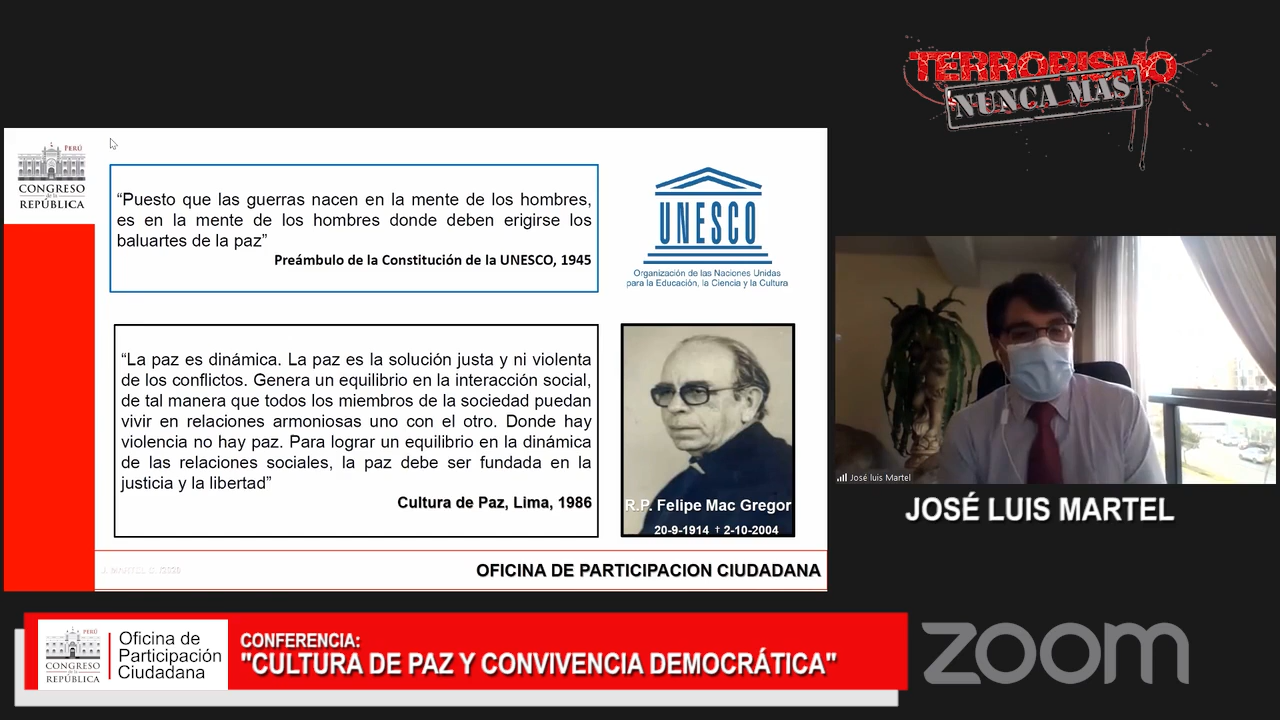 TERRORISMO
NUNCA MÁS
PERÚ
CONGRESO
de la
REPÚBLICA
“Puesto que las guerras nacen en la mente de los hombres,
es en la mente de los hombres donde deben erigirse los
baluartes de la paz”
Preámbulo de la Constitución de la UNESCO, 1945
UNESCO
Organización de las Naciones Unidas
para la Educación, la Ciencia y la Cultura
“La paz es dinámica. La paz es la solución justa y ni violenta
de los conflictos. Genera un equilibrio en la interacción social,
de tal manera que todos los miembros de la sociedad puedan
vivir en relaciones armoniosas uno con el otro. Donde hay
violencia no hay paz. Para lograr un equilibrio en la dinámica
de las relaciones sociales, la paz debe ser fundada en la
justicia y la libertad”
Cultura de Paz, Lima, 1986
R.P. Felipe Mac Gregor
20-9-1914 † 2-10-2004
José luis Martel
JOSÉ LUIS MARTEL
OFICINA DE PARTICIPACION CIUDADANA
PERÚ
CONGRESO
de la
REPÚBLICA
Oficina de
Participación
Ciudadana
CONFERENCIA:
"CULTURA DE PAZ Y CONVIVENCIA DEMOCRÁTICA"
zoom